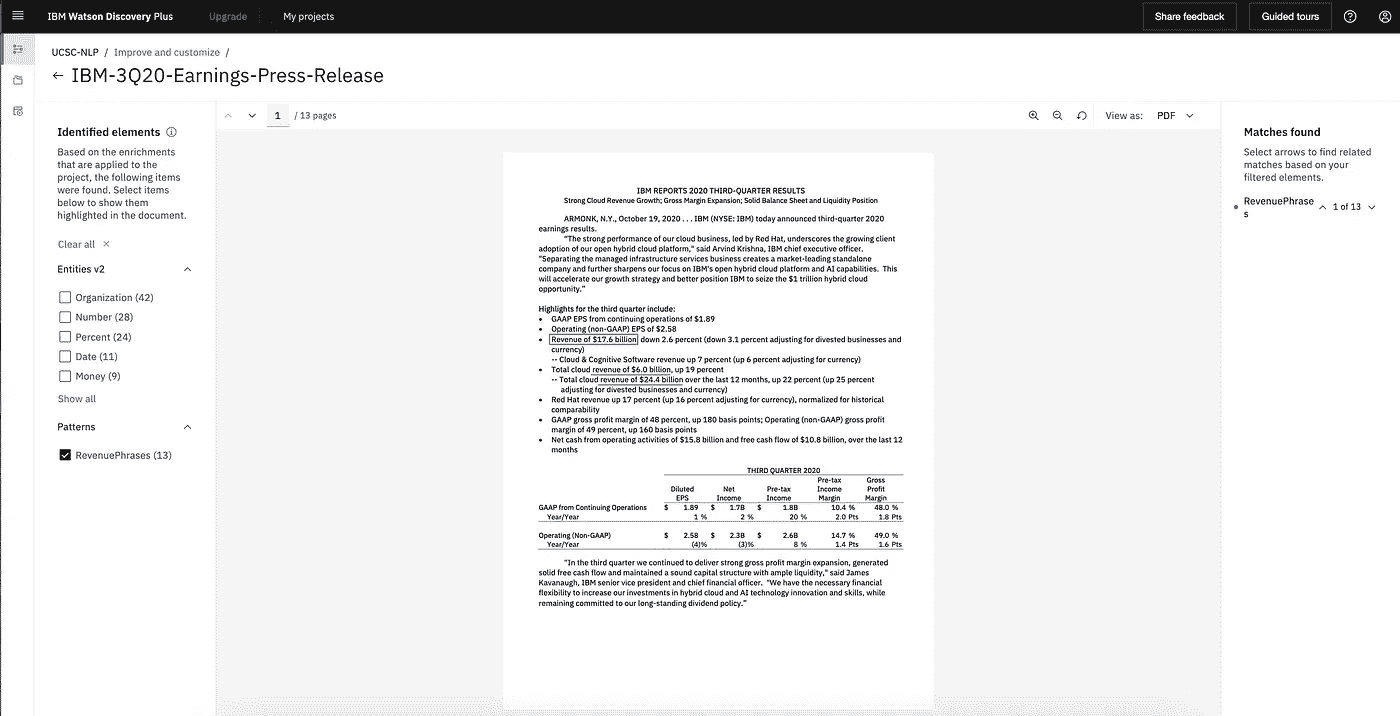 IBM Watson Discovery Plus Upgrade My projects Share feedback Guided tours
UCSC-NLP / Improve and customize /
← IBM-3Q20-Earnings-Press-Release
Identified elements
Based on the enrichments
that are applied to the
project, the following items
were found. Select items
below to show them
highlighted in the document.
Clear all ×
Entities v2
Organization (42)
Number (28)
Percent (24)
Date (11)
Money (9)
Show all
Patterns
RevenuePhrases (13)
1 / 13 pages View as: PDF
IBM REPORTS 2020 THIRD-QUARTER RESULTS
Strong Cloud Revenue Growth; Gross Margin Expansion; Solid Balance Sheet and Liquidity Position
ARMONK, N.Y., October 19, 2020 . . . IBM (NYSE: IBM) today announced third-quarter 2020
earnings results.
"The strong performance of our cloud business, led by Red Hat, underscores the growing client
adoption of our open hybrid cloud platform," said Arvind Krishna, IBM chief executive officer.
"Separating the managed infrastructure services business creates a market-leading standalone
company and further sharpens our focus on IBM's open hybrid cloud platform and AI capabilities. This
will accelerate our growth strategy and better position IBM to seize the $1 trillion hybrid cloud
opportunity."
Highlights for the third quarter include:
• GAAP EPS from continuing operations of $1.89
• Operating (non-GAAP) EPS of $2.58
• Revenue of $17.6 billion, down 2.6 percent (down 3.1 percent adjusting for divested businesses and
currency)
-- Cloud & Cognitive Software revenue up 7 percent (up 6 percent adjusting for currency)
• Total cloud revenue of $6.0 billion, up 19 percent
-- Total cloud revenue of $24.4 billion over the last 12 months, up 22 percent (up 25 percent
adjusting for divested businesses and currency)
• Red Hat revenue up 17 percent (up 16 percent adjusting for currency), normalized for historical
comparability
• GAAP gross profit margin of 48 percent, up 180 basis points; Operating (non-GAAP) gross profit
margin of 49 percent, up 160 basis points
• Net cash from operating activities of $15.8 billion and free cash flow of $10.8 billion, over the last 12
months
THIRD QUARTER 2020
Pre-tax Gross
Diluted Net Pre-tax Income Profit
EPS Income Income Margin Margin
GAAP from Continuing Operations $ 1.89 $ 1.7B $ 1.8B 10.4 % 48.0 %
Year/Year 1 % 2 % 20 % 2.0 Pts 1.8 Pts
Operating (Non-GAAP) $ 2.58 $ 2.3B $ 2.6B 14.7 % 49.0 %
Year/Year (4)% (3)% 8 % 1.4 Pts 1.6 Pts
"In the third quarter we continued to deliver strong gross profit margin expansion, generated
solid free cash flow and maintained a sound capital structure with ample liquidity," said James
Kavanaugh, IBM senior vice president and chief financial officer. "We have the necessary financial
flexibility to increase our investments in hybrid cloud and AI technology innovation and skills, while
remaining committed to our long-standing dividend policy."
Matches found
Select arrows to find related
matches based on your
filtered elements.
• RevenuePhrase
s 1 of 13